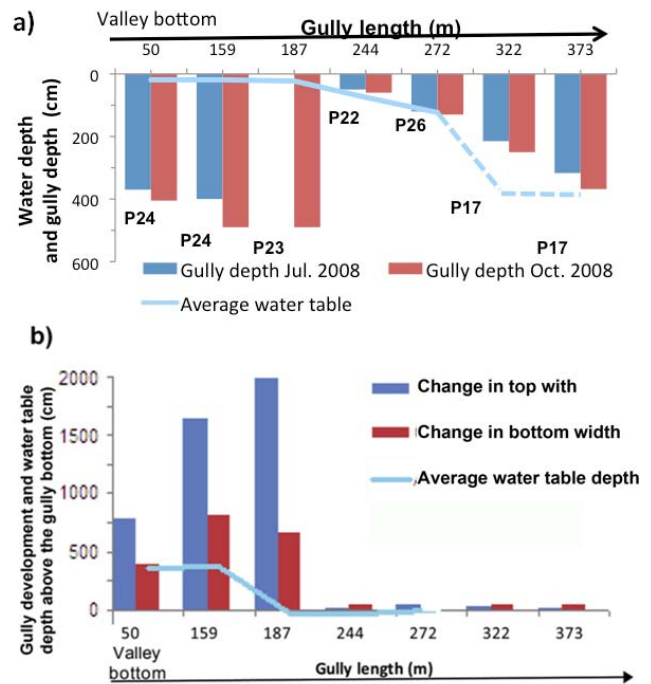 a)
Valley bottom
Gully length (m)
50 159 187 244 272 322 373
Water depth
and gully depth (cm)
0
200
400
600
P24
P24
P23
P22
P26
P17
P17
Gully depth Jul. 2008
Gully depth Oct. 2008
Average water table
b)
Gully development and water table
depth above the gully bottom (cm)
2000
1500
1000
500
0
Change in top with
Change in bottom width
Average water table depth
50 159 187 244 272 322 373
Valley
bottom
Gully length (m)